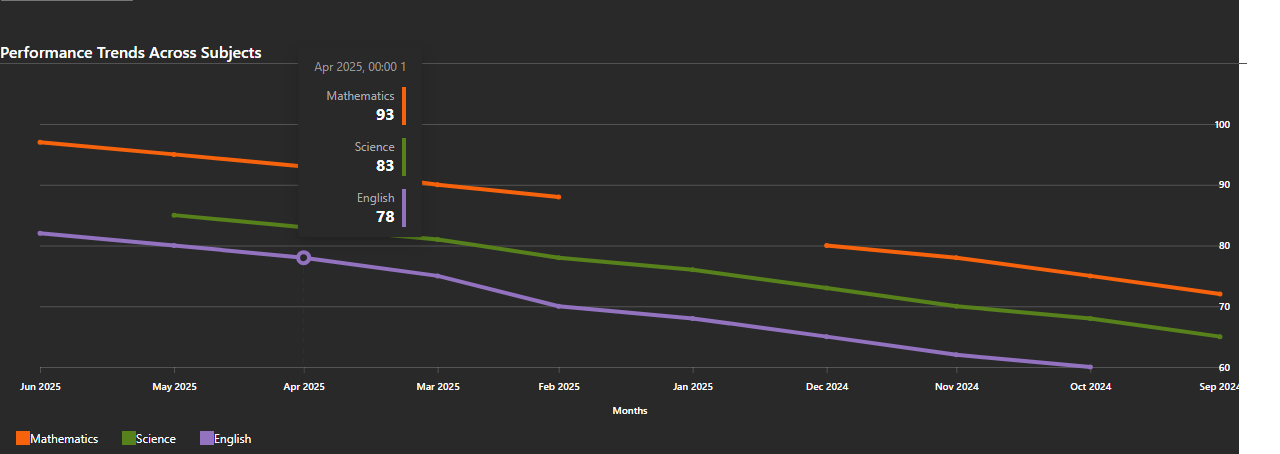 Performance Trends Across Subjects
Apr 2025, 00:00 1
Mathematics
93
Science
83
English
78
100
90
80
70
60
Jun 2025 May 2025 Apr 2025 Mar 2025 Feb 2025 Jan 2025 Dec 2024 Nov 2024 Oct 2024 Sep 2024
Months
Mathematics Science English